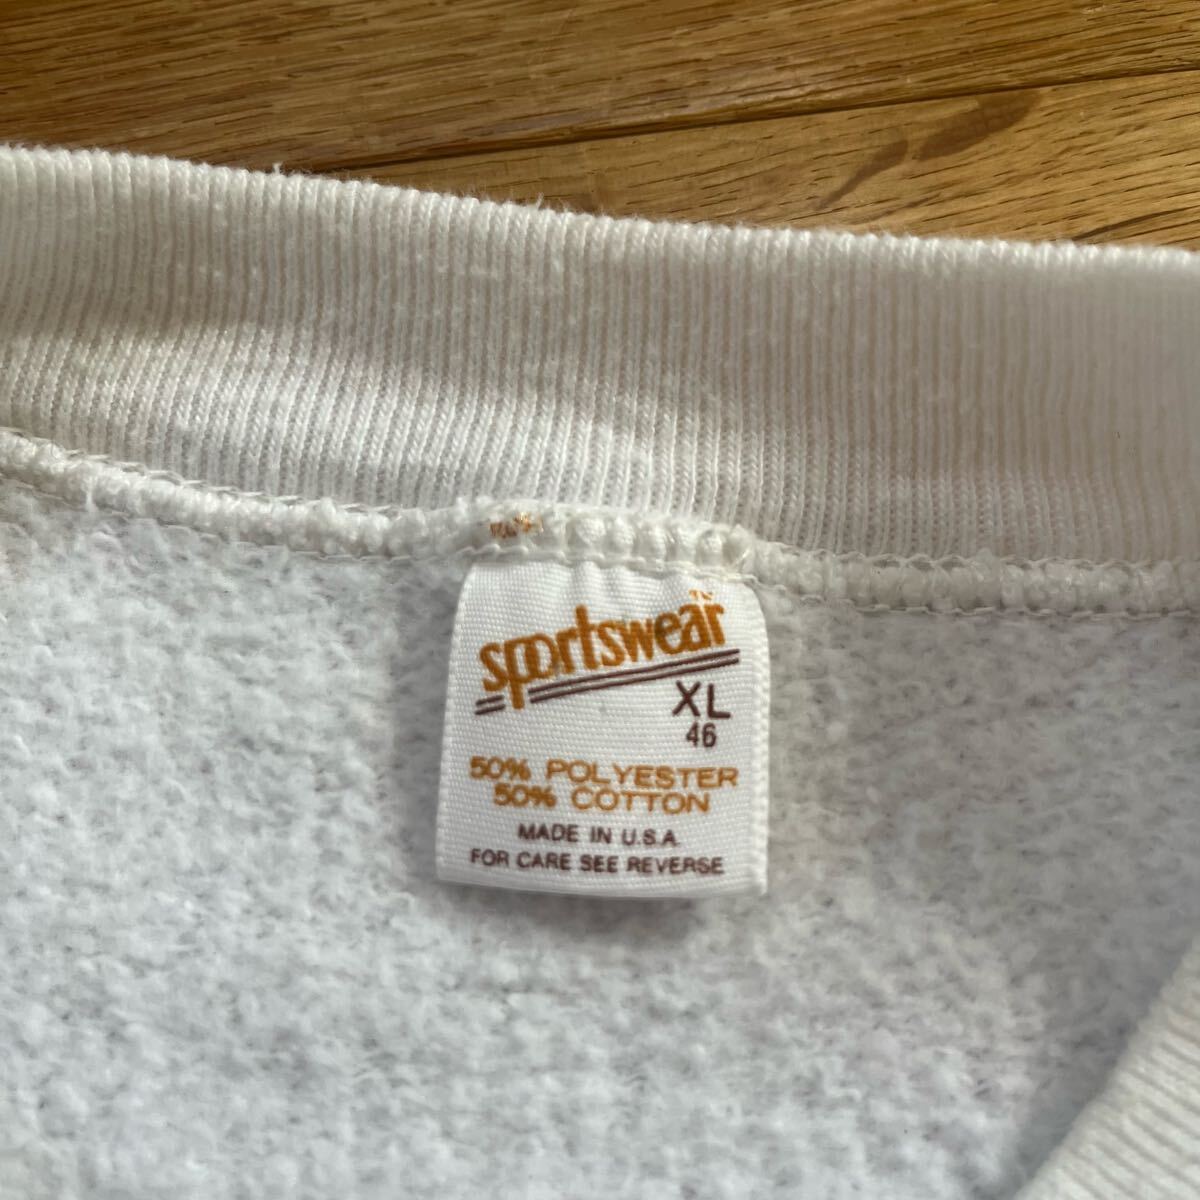 sportswear™
XL
46
50% POLYESTER
50% COTTON
MADE IN U.S.A.
FOR CARE SEE REVERSE